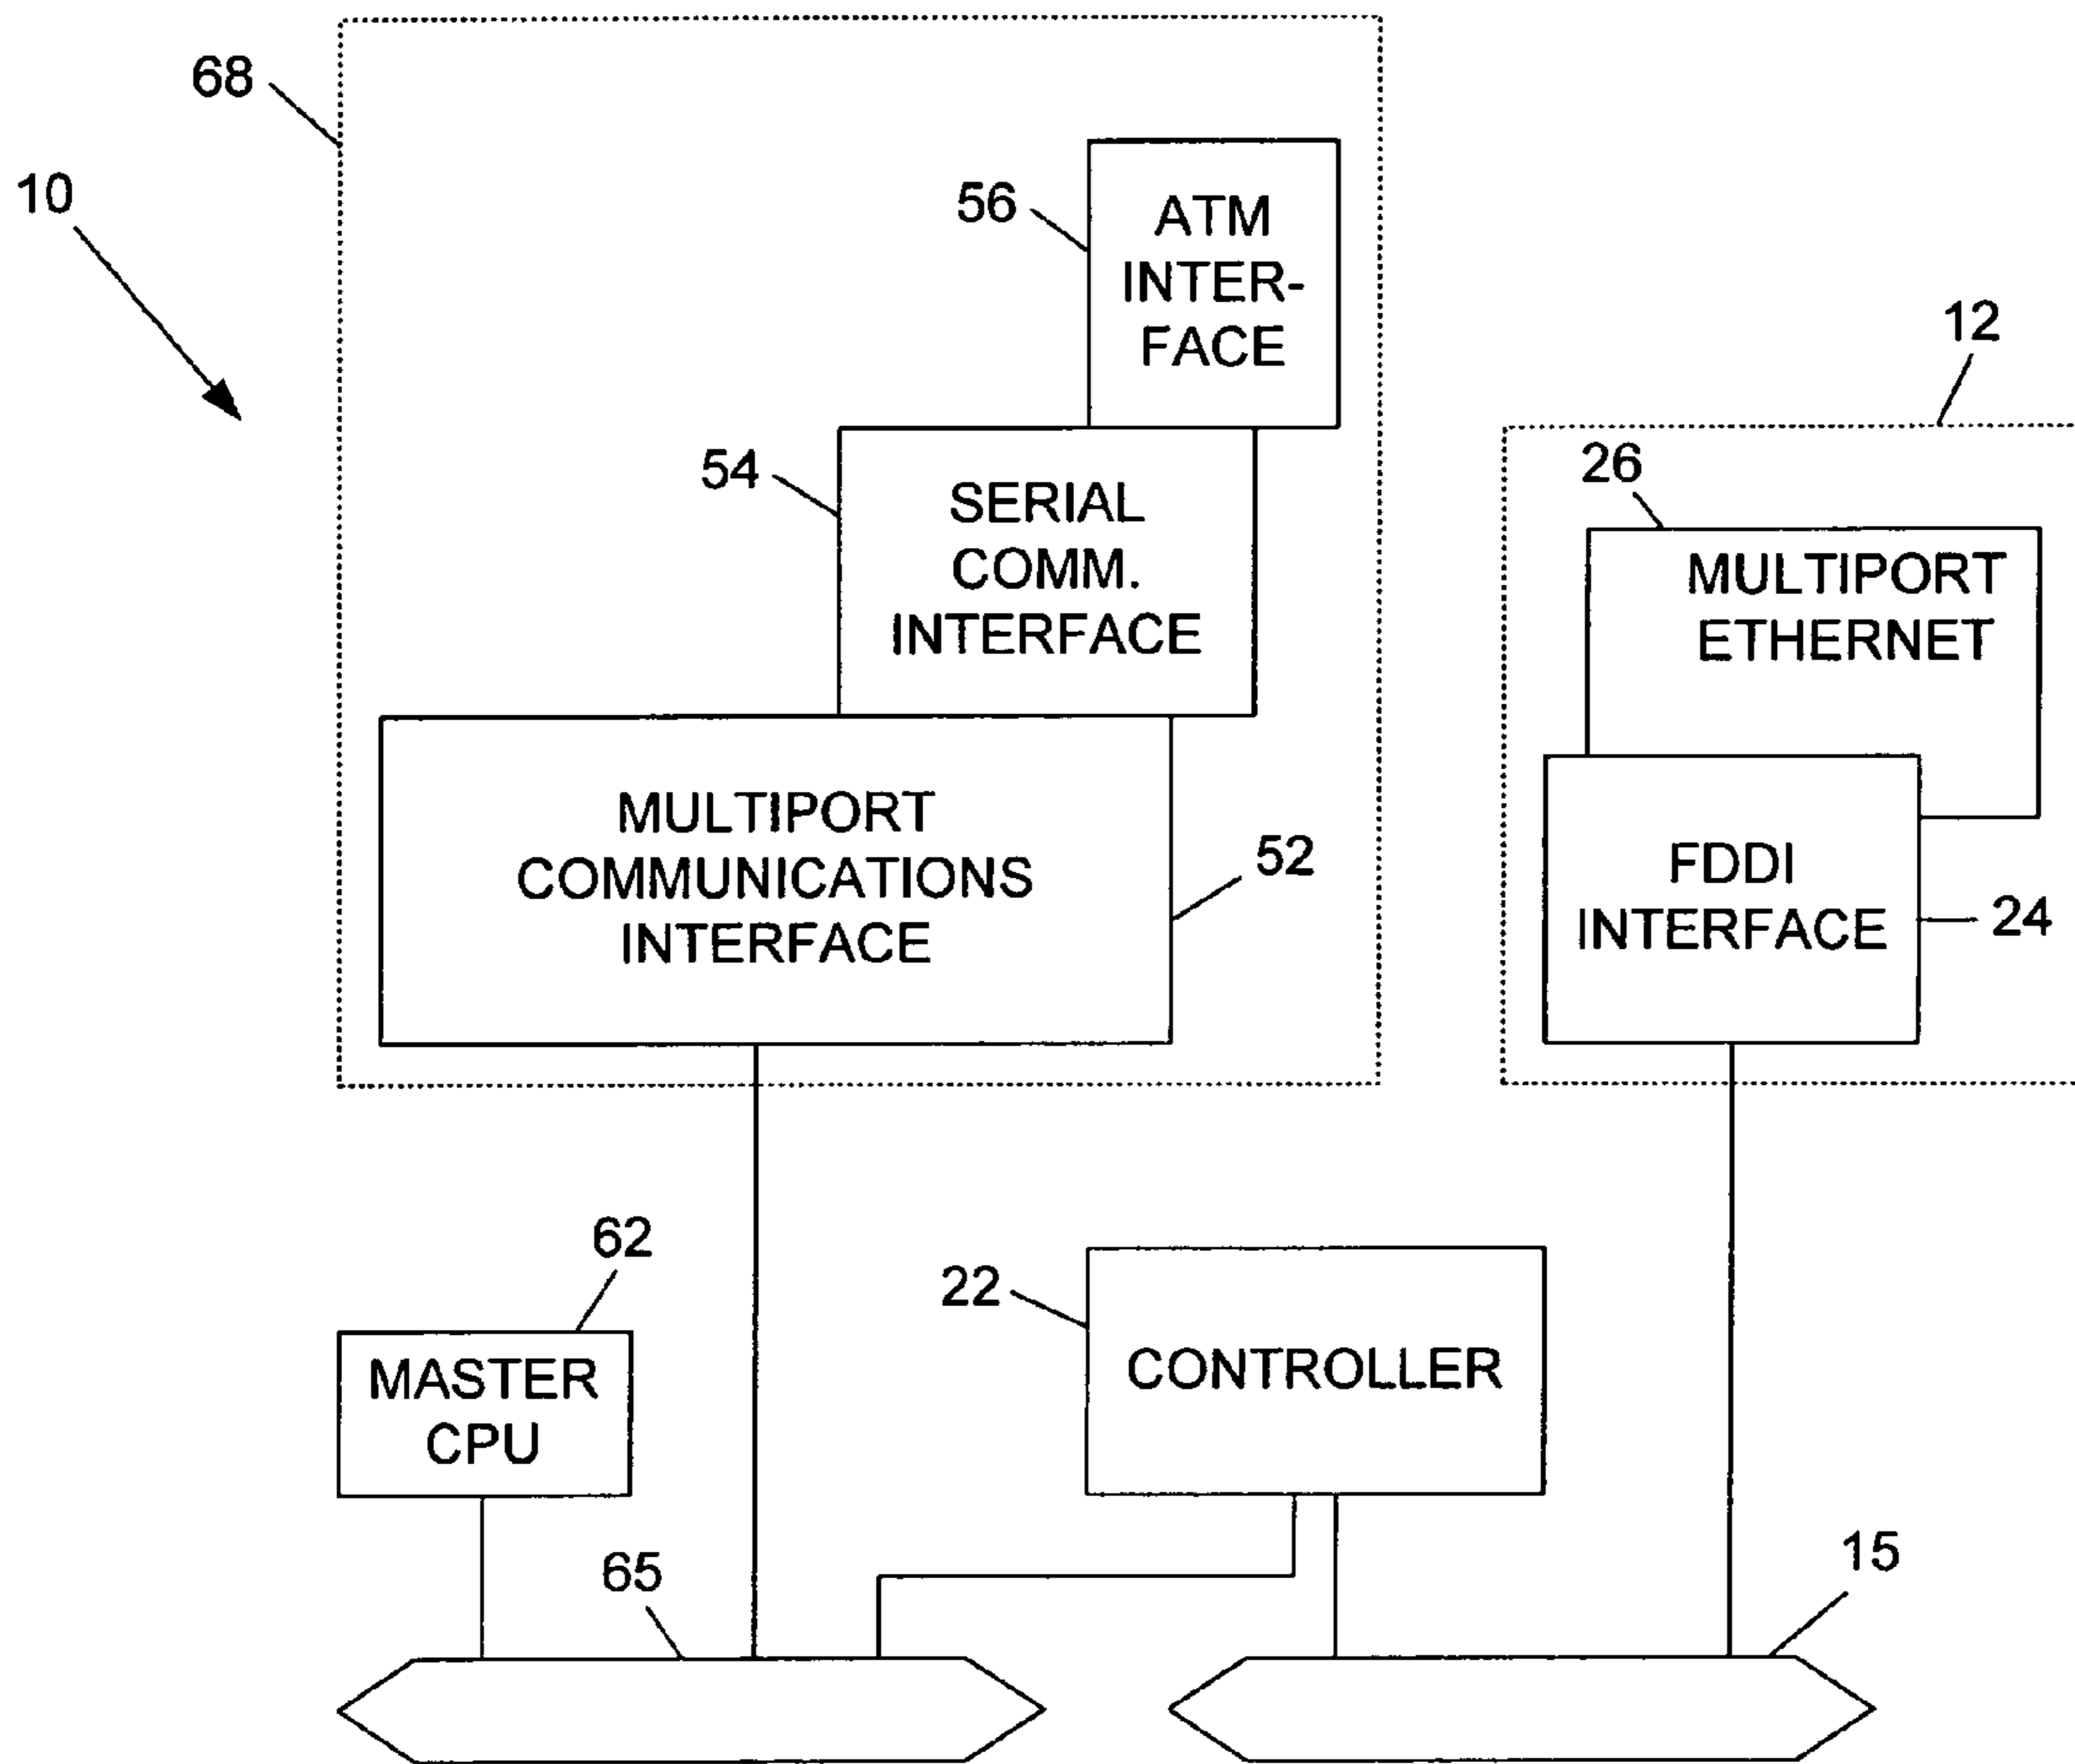 68
10
56
ATM
INTER-
FACE
12
54
SERIAL
COMM.
INTERFACE
26
MULTIPORT
ETHERNET
MULTIPORT
COMMUNICATIONS
INTERFACE
52
FDDI
INTERFACE
24
62
MASTER
CPU
22
CONTROLLER
65
15